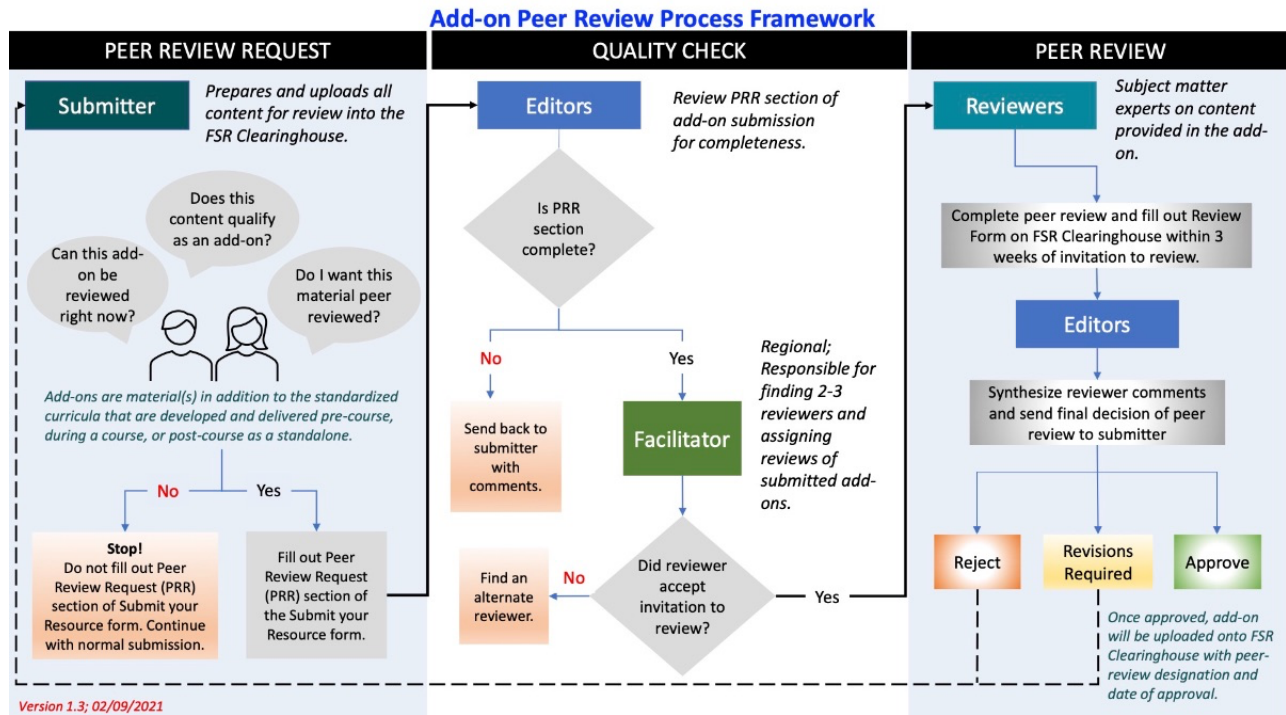 Add-on Peer Review Process Framework
PEER REVIEW REQUEST
Submitter
Prepares and uploads all
content for review into the
FSR Clearinghouse.
Does this
content qualify
as an add-on?
Can this add-
on be
reviewed
right now?
Do I want this
material peer
reviewed?
Add-ons are material(s) in addition to the standardized
curricula that are developed and delivered pre-course,
during a course, or post-course as a standalone.
No
Yes
Stop!
Do not fill out Peer
Review Request (PRR)
section of Submit your
Resource form. Continue
with normal submission.
Fill out Peer
Review Request
(PRR) section of
the Submit your
Resource form.
Version 1.3; 02/09/2021
QUALITY CHECK
Editors
Review PRR section of
add-on submission
for completeness.
Is PRR
section
complete?
No
Yes
Send back to
submitter
with
comments.
Facilitator
Regional;
Responsible for
finding 2-3
reviewers and
assigning
reviews of
submitted add-
ons.
Find an
alternate
reviewer.
No
Did reviewer
accept
invitation to
review?
Yes
PEER REVIEW
Reviewers
Subject matter
experts on content
provided in the add-
on.
Complete peer review and fill out Review
Form on FSR Clearinghouse within 3
weeks of invitation to review.
Editors
Synthesize reviewer comments
and send final decision of peer
review to submitter
Reject
Revisions
Required
Approve
Once approved, add-on
will be uploaded onto FSR
Clearinghouse with peer-
review designation and
date of approval.